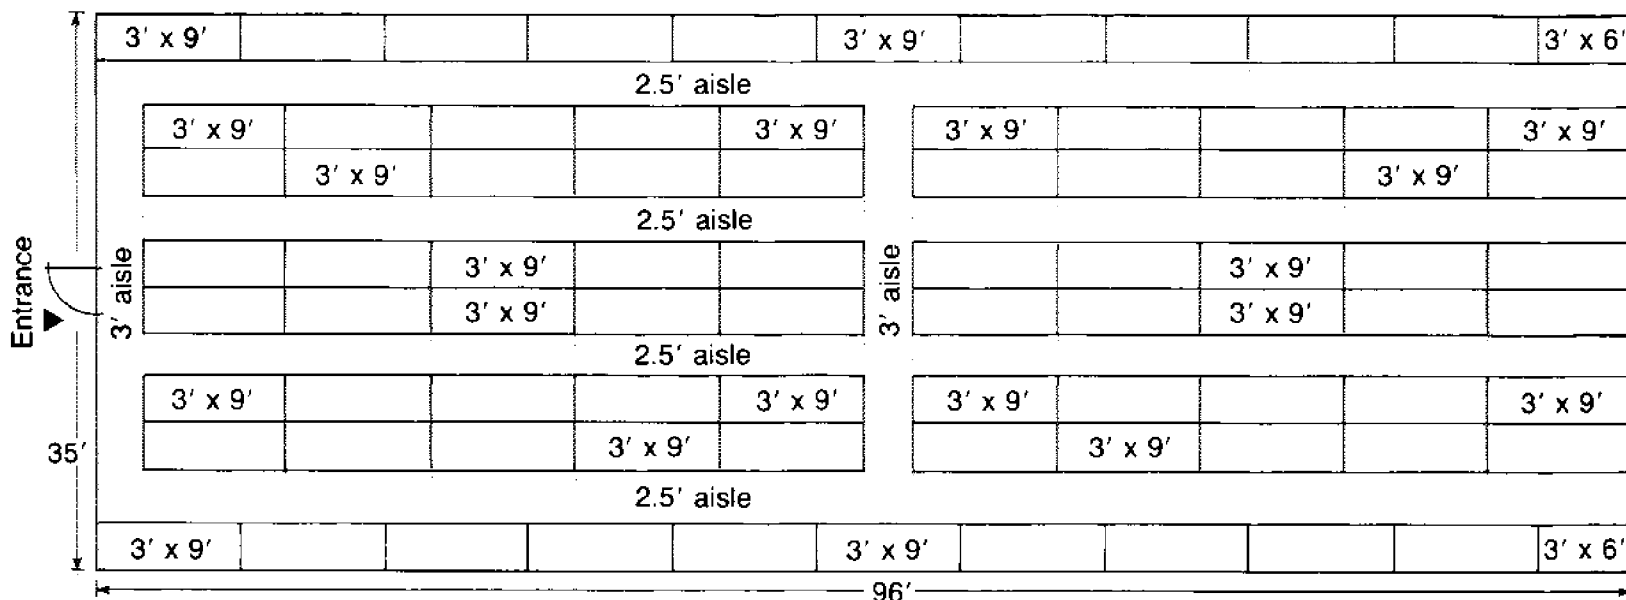 3' x 9' 3' x 9' 3' x 6'
2.5' aisle
3' x 9' 3' x 9' 3' x 9' 3' x 9'
3' x 9' 3' x 9'
2.5' aisle
Entrance
3' aisle
3' aisle
3' x 9' 3' x 9'
3' x 9' 3' x 9'
2.5' aisle
3' x 9' 3' x 9' 3' x 9' 3' x 9'
35'
3' x 9' 3' x 9'
2.5' aisle
3' x 9' 3' x 9' 3' x 6'
96'